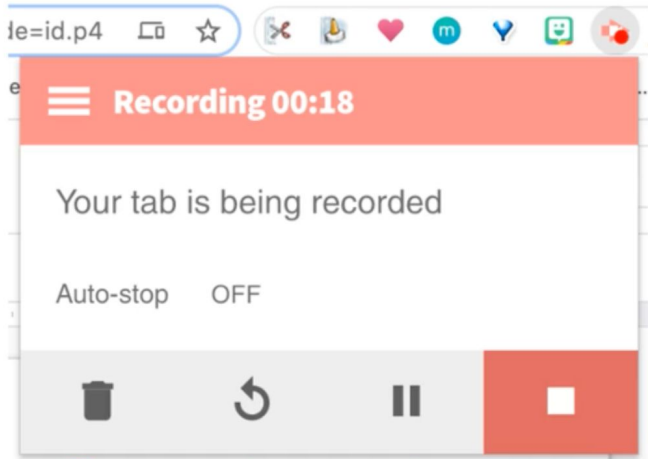 de=id.p4
m
Recording 00:18
Your tab is being recorded
Auto-stop OFF